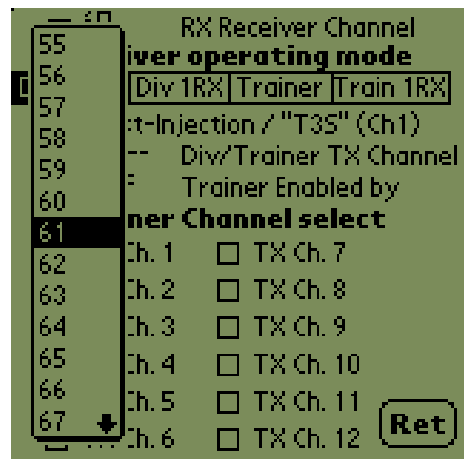 RX Receiver Channel
iver operating mode
Div 1RX Trainer Train 1RX
ct-Injection / "T3S" (Ch1)
-- Div/Trainer TX Channel
Trainer Enabled by
ner Channel select
Ch. 1 TX Ch. 7
Ch. 2 TX Ch. 8
Ch. 3 TX Ch. 9
Ch. 4 TX Ch. 10
Ch. 5 TX Ch. 11
Ch. 6 TX Ch. 12
Ret
55
56
57
58
59
60
61
62
63
64
65
66
67